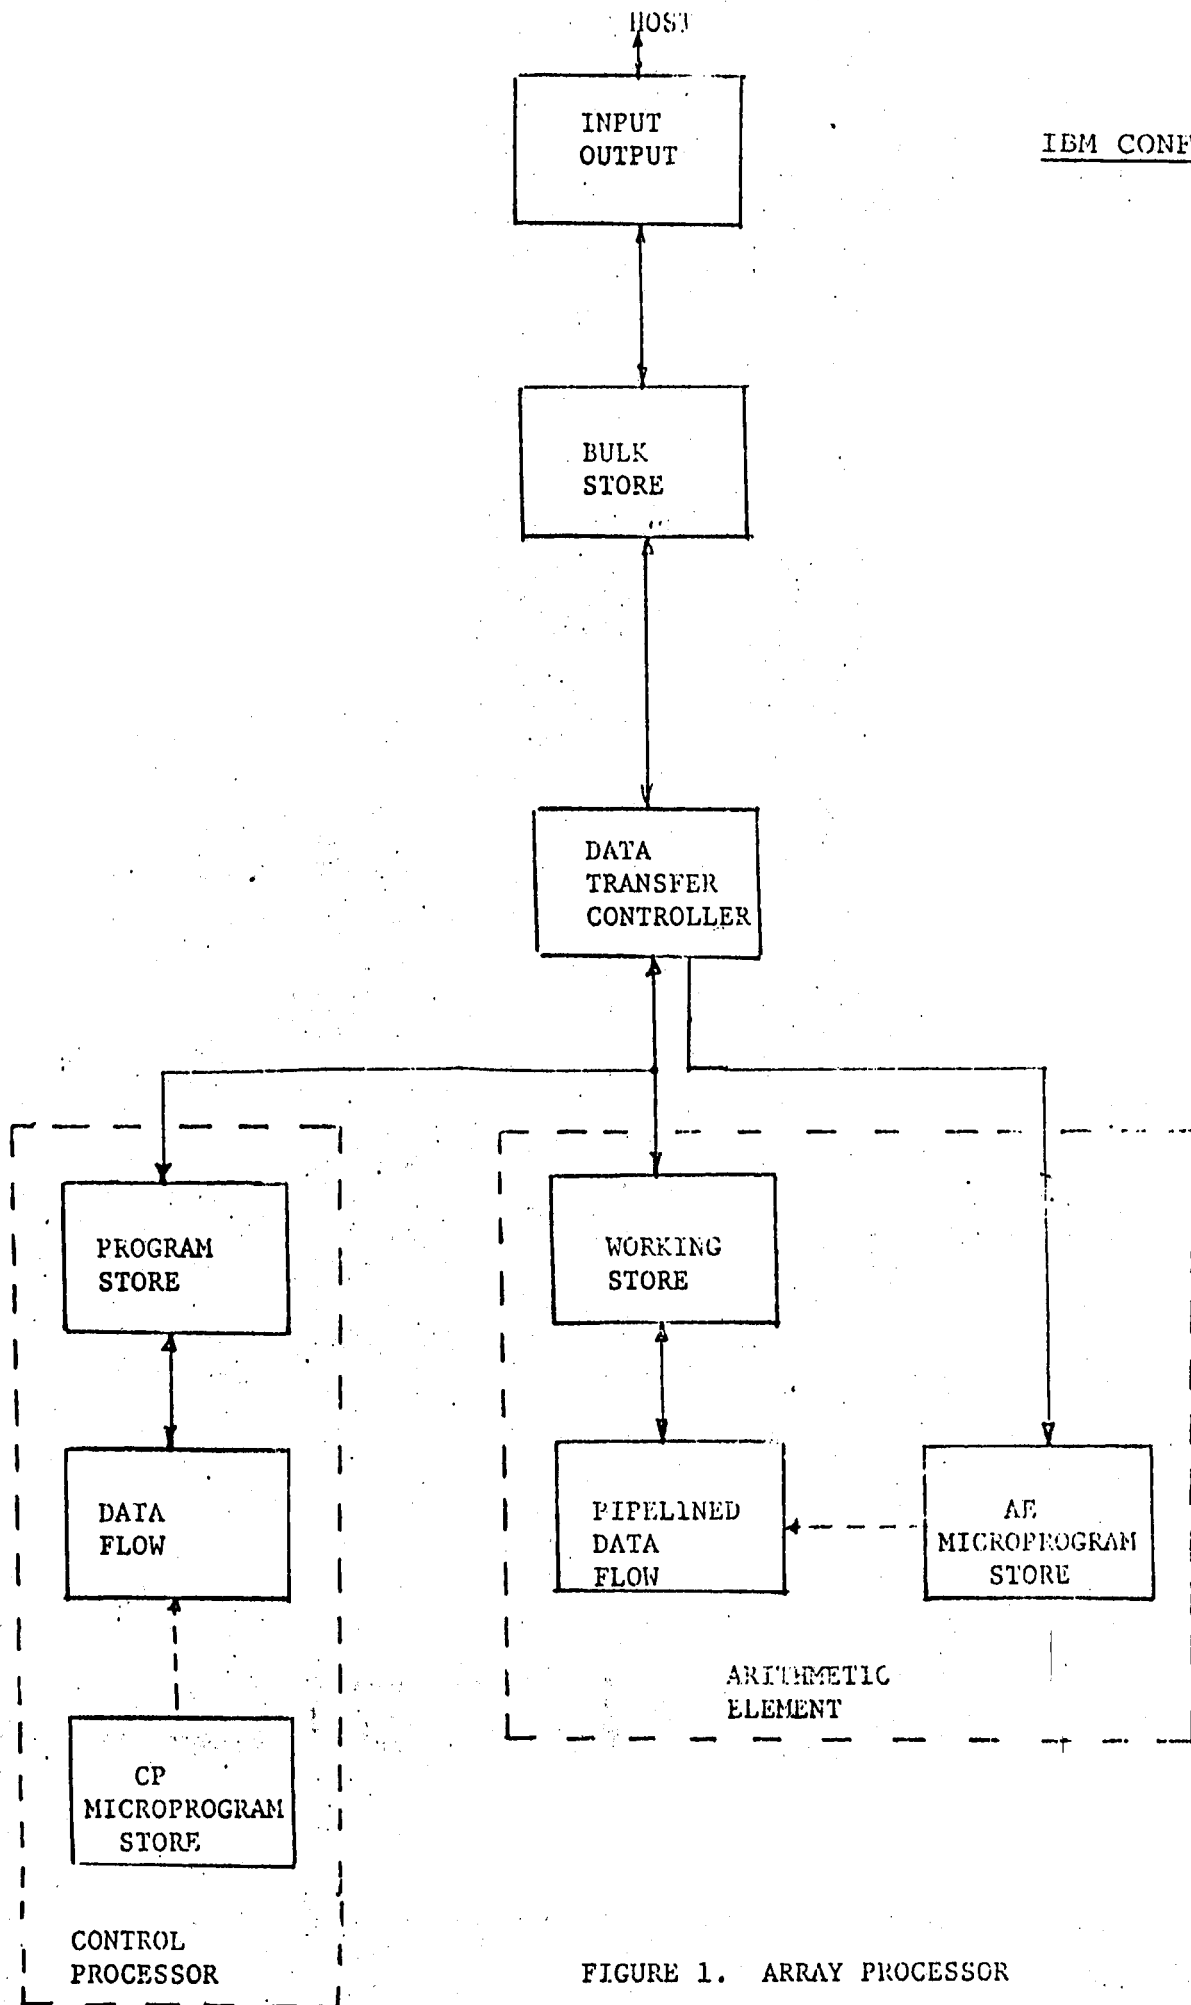 HOST
INPUT
OUTPUT
IBM CONF
BULK
STORE
DATA
TRANSFER
CONTROLLER
PROGRAM
STORE
WORKING
STORE
DATA
FLOW
PIPELINED
DATA
FLOW
AE
MICROPROGRAM
STORE
ARITHMETIC
ELEMENT
CP
MICROPROGRAM
STORE
CONTROL
PROCESSOR
FIGURE 1. ARRAY PROCESSOR